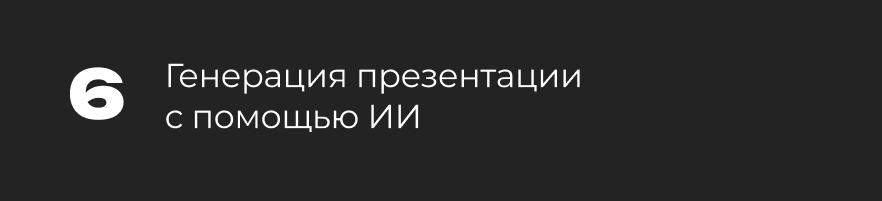 6
Генерация презентации
с помощью ИИ